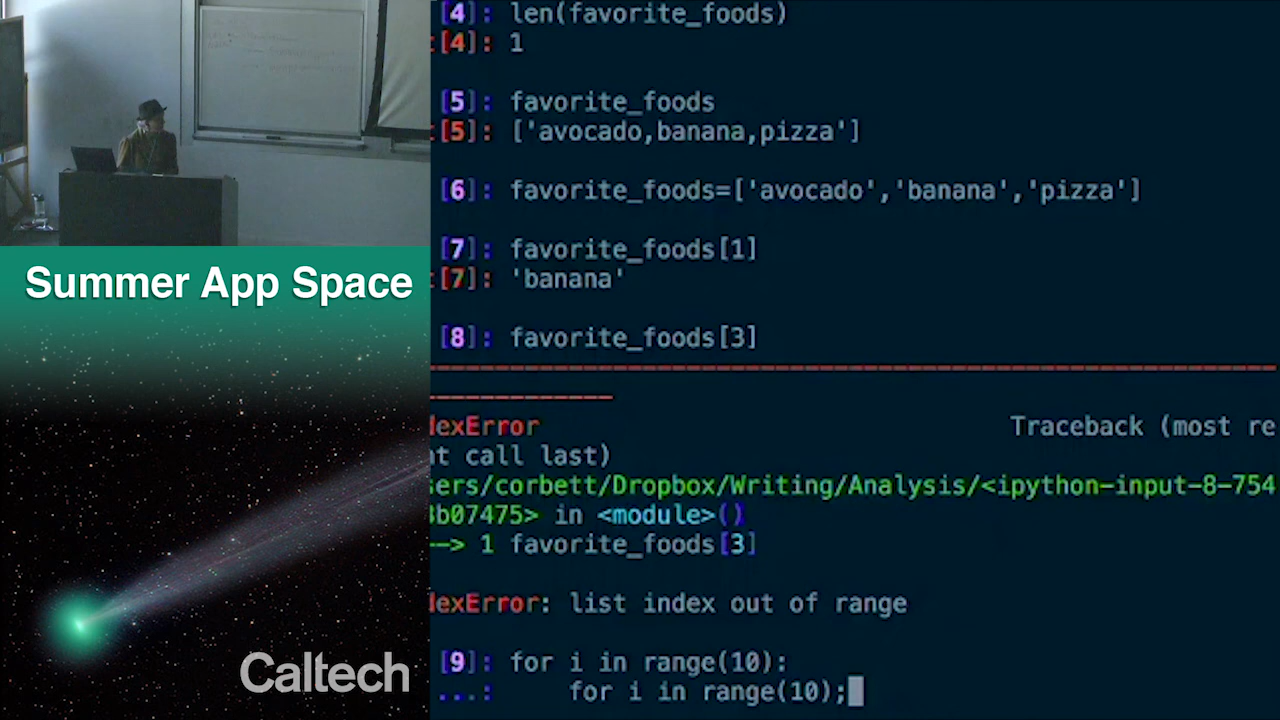 Summer App Space
Caltech
[4]: len(favorite_foods)
t[4]: 1
[5]: favorite_foods
t[5]: ['avocado,banana,pizza']
[6]: favorite_foods=['avocado','banana','pizza']
[7]: favorite_foods[1]
t[7]: 'banana'
[8]: favorite_foods[3]
---------------------------------------------------------
-------------
dexError Traceback (most re
nt call last)
sers/corbett/Dropbox/Writing/Analysis/<ipython-input-8-754
8b07475> in <module>()
--> 1 favorite_foods[3]
dexError: list index out of range
[9]: for i in range(10):
...: for i in range(10);